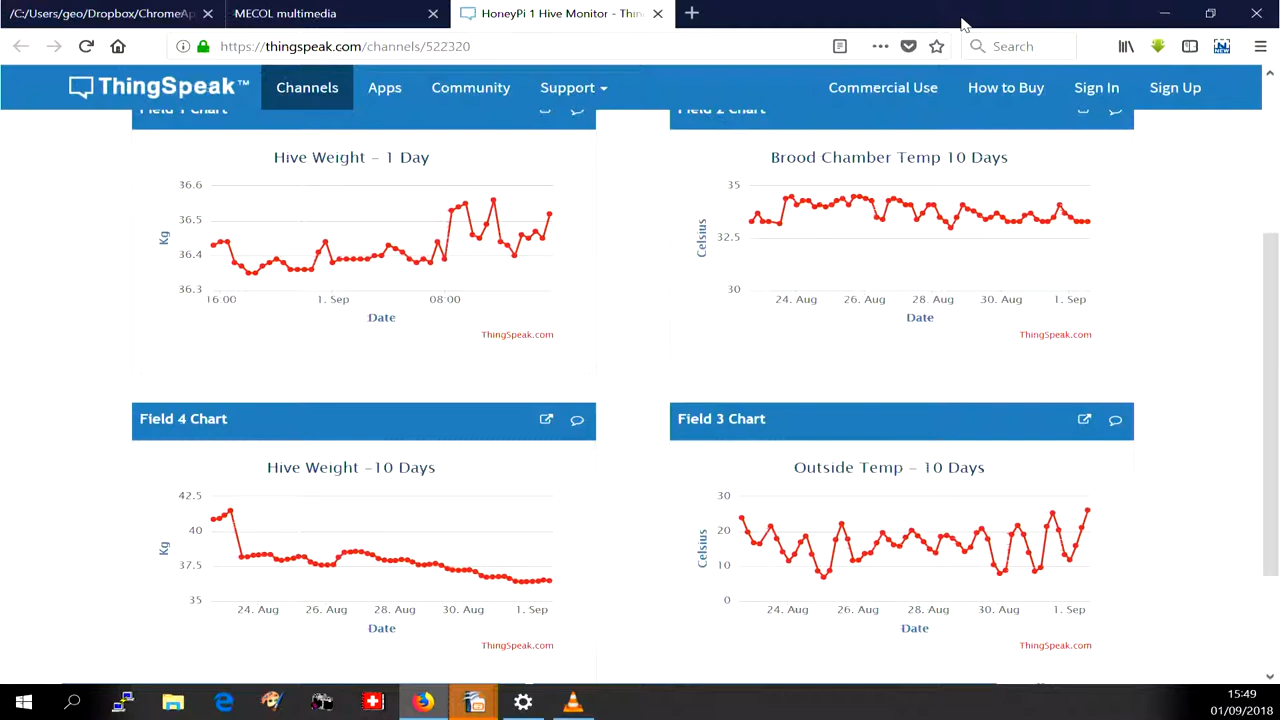 /C:/Users/geo/Dropbox/ChromeAp
MECOL multimedia
HoneyPi 1 Hive Monitor - Thin
https://thingspeak.com/channels/522320
Search
NEW
ThingSpeak™
Channels
Apps
Community
Support
Commercial Use
How to Buy
Sign In
Sign Up
Field 1 Chart
Field 2 Chart
Hive Weight – 1 Day
36.6
36.5
36.4
36.3
Kg
16:00
1. Sep
08:00
Date
ThingSpeak.com
Brood Chamber Temp 10 Days
35
32.5
30
Celsius
24. Aug
26. Aug
28. Aug
30. Aug
1. Sep
Date
ThingSpeak.com
Field 4 Chart
Field 3 Chart
Hive Weight –10 Days
42.5
40
37.5
35
Kg
24. Aug
26. Aug
28. Aug
30. Aug
1. Sep
Date
ThingSpeak.com
Outside Temp – 10 Days
30
20
10
0
Celsius
24. Aug
26. Aug
28. Aug
30. Aug
1. Sep
Date
ThingSpeak.com
15:49
01/09/2018